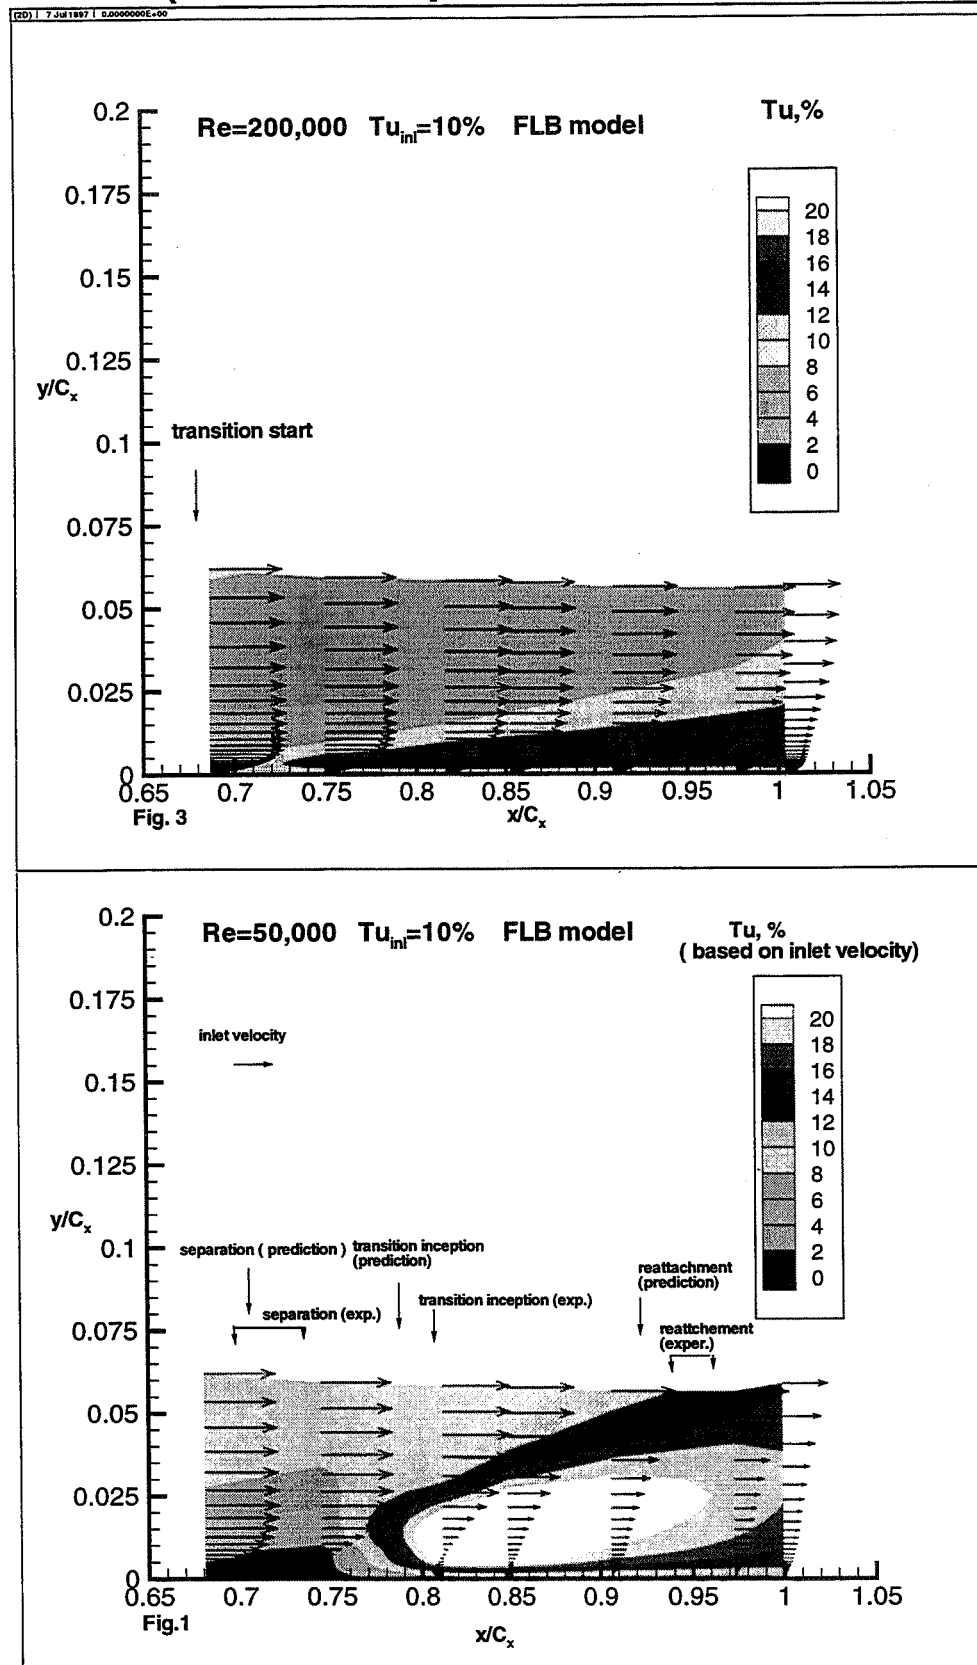 (2D) | 7 Jul 1997 | 0.0000000E+00
Re=200,000 Tu_inl=10% FLB model
Tu,%
0.2
0.175
0.15
0.125
y/C_x
0.1
0.075
0.05
0.025
0
transition start
20
18
16
14
12
10
8
6
4
2
0
0.65 0.7 0.75 0.8 0.85 0.9 0.95 1 1.05
Fig. 3
x/C_x
Re=50,000 Tu_inl=10% FLB model
Tu, %
( based on inlet velocity)
0.2
0.175
0.15
0.125
y/C_x
0.1
0.075
0.05
0.025
0
inlet velocity
20
18
16
14
12
10
8
6
4
2
0
separation ( prediction )
transition inception
(prediction)
separation (exp.)
transition inception (exp.)
reattachment
(prediction)
reattchement
(exper.)
0.65 0.7 0.75 0.8 0.85 0.9 0.95 1 1.05
Fig.1
x/C_x